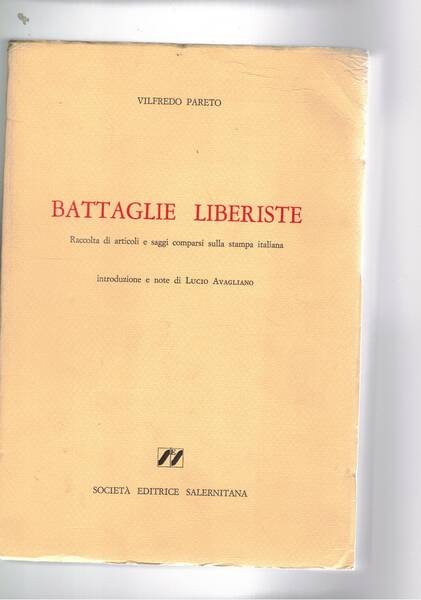 VILFREDO PARETO
BATTAGLIE LIBERISTE
Raccolta di articoli e saggi comparsi sulla stampa italiana
introduzione e note di LUCIO AVAGLIANO
SOCIETÀ EDITRICE SALERNITANA